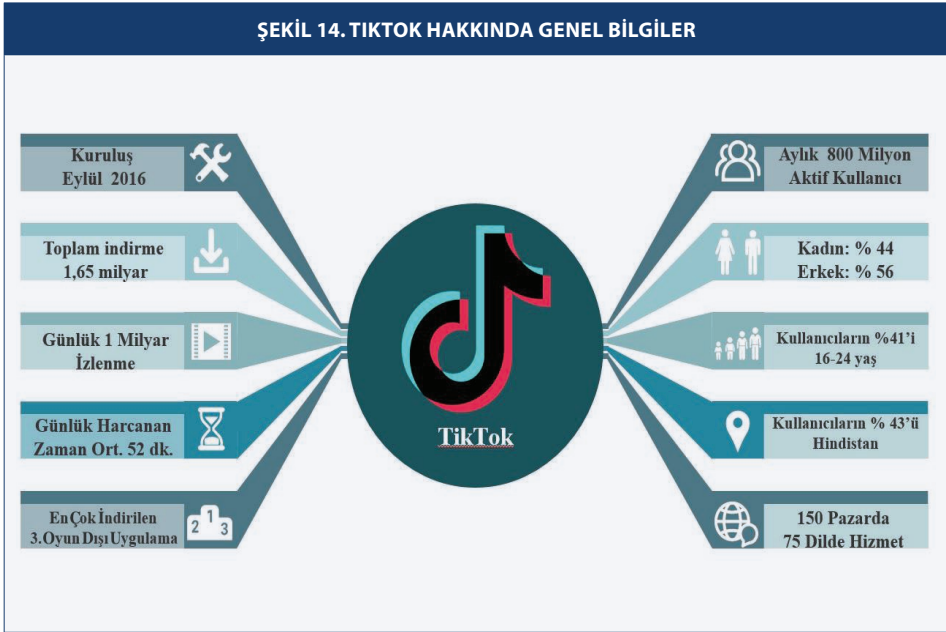 ŞEKİL 14. TIKTOK HAKKINDA GENEL BİLGİLER
Kuruluş
Eylül 2016
Toplam indirme
1,65 milyar
Günlük 1 Milyar
İzlenme
Günlük Harcanan
Zaman Ort. 52 dk.
En Çok İndirilen
3. Oyun Dışı Uygulama
2 1 3
TikTok
Aylık 800 Milyon
Aktif Kullanıcı
Kadın: % 44
Erkek: % 56
Kullanıcıların %41’i
16-24 yaş
Kullanıcıların % 43’ü
Hindistan
150 Pazarda
75 Dilde Hizmet